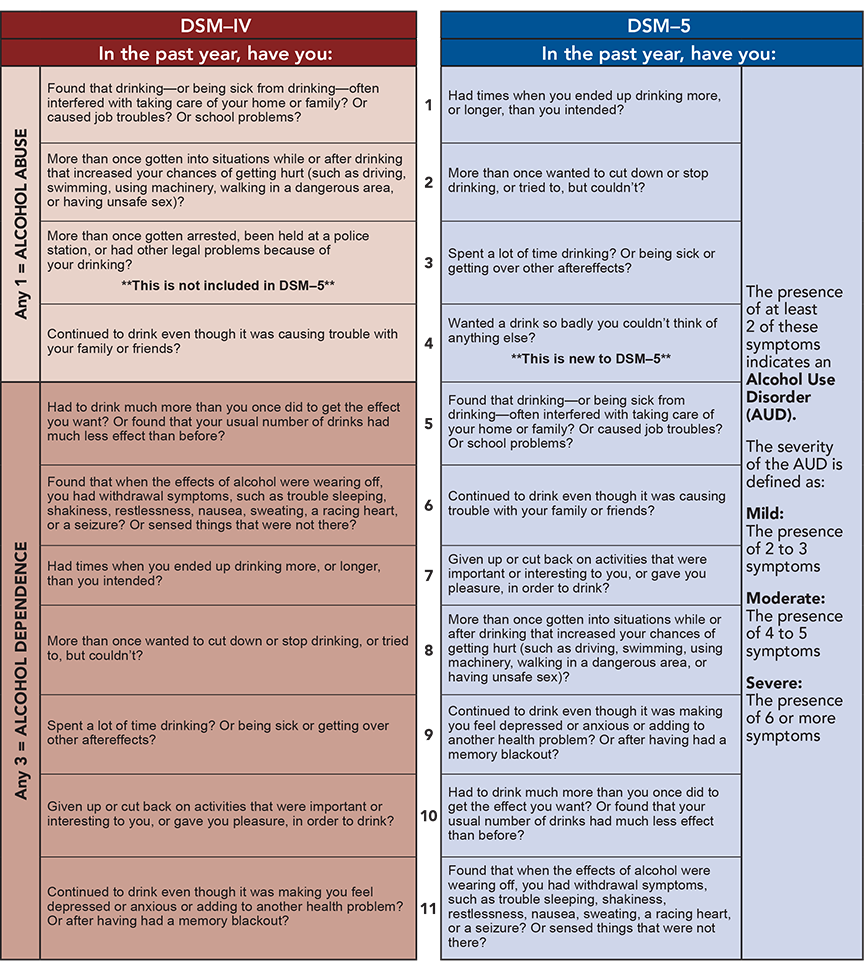 DSM–IV
In the past year, have you:
Any 1 = ALCOHOL ABUSE
Found that drinking—or being sick from drinking—often
interfered with taking care of your home or family? Or
caused job troubles? Or school problems?
More than once gotten into situations while or after drinking
that increased your chances of getting hurt (such as driving,
swimming, using machinery, walking in a dangerous area,
or having unsafe sex)?
More than once gotten arrested, been held at a police
station, or had other legal problems because of
your drinking?
**This is not included in DSM–5**
Continued to drink even though it was causing trouble with
your family or friends?
Any 3 = ALCOHOL DEPENDENCE
Had to drink much more than you once did to get the effect
you want? Or found that your usual number of drinks had
much less effect than before?
Found that when the effects of alcohol were wearing off,
you had withdrawal symptoms, such as trouble sleeping,
shakiness, restlessness, nausea, sweating, a racing heart,
or a seizure? Or sensed things that were not there?
Had times when you ended up drinking more, or longer,
than you intended?
More than once wanted to cut down or stop drinking, or tried
to, but couldn't?
Spent a lot of time drinking? Or being sick or getting over
other aftereffects?
Given up or cut back on activities that were important or
interesting to you, or gave you pleasure, in order to drink?
Continued to drink even though it was making you feel
depressed or anxious or adding to another health problem?
Or after having had a memory blackout?
1
2
3
4
5
6
7
8
9
10
11
DSM–5
In the past year, have you:
Had times when you ended up drinking more,
or longer, than you intended?
More than once wanted to cut down or stop
drinking, or tried to, but couldn't?
Spent a lot of time drinking? Or being sick or
getting over other aftereffects?
Wanted a drink so badly you couldn't think of
anything else?
**This is new to DSM–5**
Found that drinking—or being sick from
drinking—often interfered with taking care of
your home or family? Or caused job troubles?
Or school problems?
Continued to drink even though it was causing
trouble with your family or friends?
Given up or cut back on activities that were
important or interesting to you, or gave you
pleasure, in order to drink?
More than once gotten into situations while or
after drinking that increased your chances of
getting hurt (such as driving, swimming, using
machinery, walking in a dangerous area, or
having unsafe sex)?
Continued to drink even though it was making
you feel depressed or anxious or adding to
another health problem? Or after having had a
memory blackout?
Had to drink much more than you once did to
get the effect you want? Or found that your
usual number of drinks had much less effect
than before?
Found that when the effects of alcohol were
wearing off, you had withdrawal symptoms,
such as trouble sleeping, shakiness,
restlessness, nausea, sweating, a racing heart,
or a seizure? Or sensed things that were not
there?
The presence
of at least
2 of these
symptoms
indicates an
Alcohol Use
Disorder
(AUD).
The severity
of the AUD is
defined as:
Mild:
The presence
of 2 to 3
symptoms
Moderate:
The presence
of 4 to 5
symptoms
Severe:
The presence
of 6 or more
symptoms